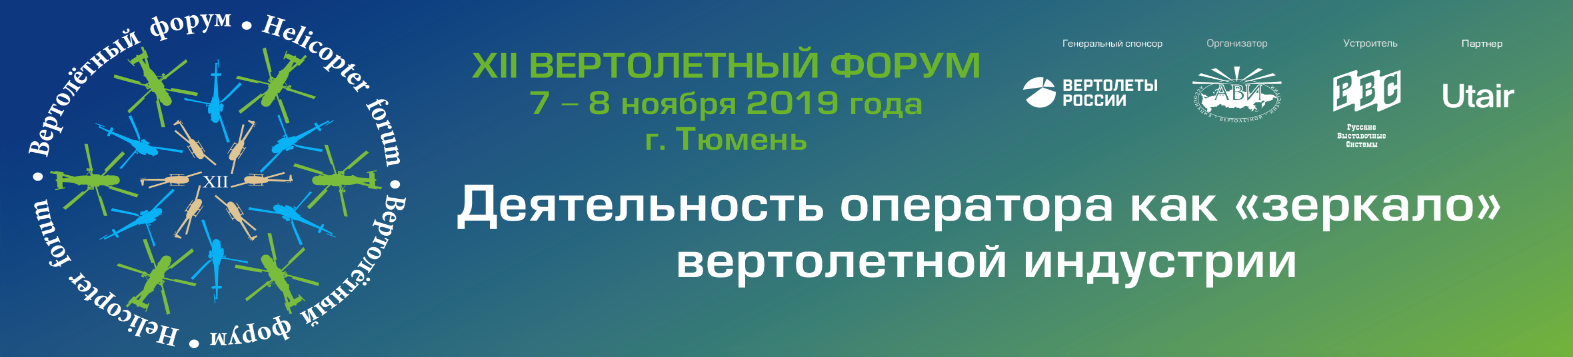 Вертолётный форум • Helicopter forum • Вертолётный форум • Helicopter forum •
XII
XII ВЕРТОЛЕТНЫЙ ФОРУМ
7 – 8 ноября 2019 года
г. Тюмень
Генеральный спонсор
ВЕРТОЛЕТЫ
РОССИИ
Организатор
АВИ
Устроитель
РВС
Русские
Выставочные
Системы
Партнер
Utair
Деятельность оператора как «зеркало»
вертолетной индустрии